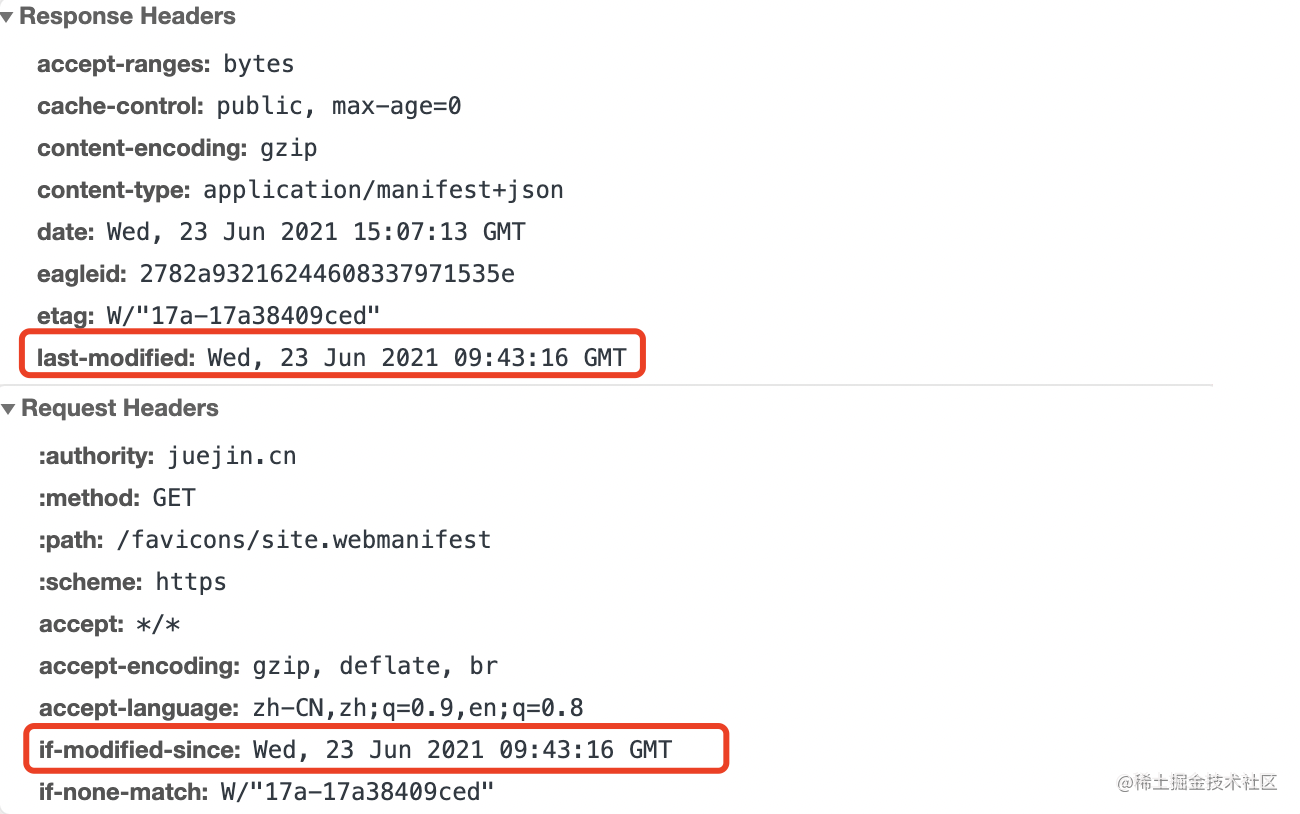 Response Headers
accept-ranges: bytes
cache-control: public, max-age=0
content-encoding: gzip
content-type: application/manifest+json
date: Wed, 23 Jun 2021 15:07:13 GMT
eagleid: 2782a93216244608337971535e
etag: W/"17a-17a38409ced"
last-modified: Wed, 23 Jun 2021 09:43:16 GMT
Request Headers
:authority: juejin.cn
:method: GET
:path: /favicons/site.webmanifest
:scheme: https
accept: */*
accept-encoding: gzip, deflate, br
accept-language: zh-CN,zh;q=0.9,en;q=0.8
if-modified-since: Wed, 23 Jun 2021 09:43:16 GMT
if-none-match: W/"17a-17a38409ced"
@稀土掘金技术社区